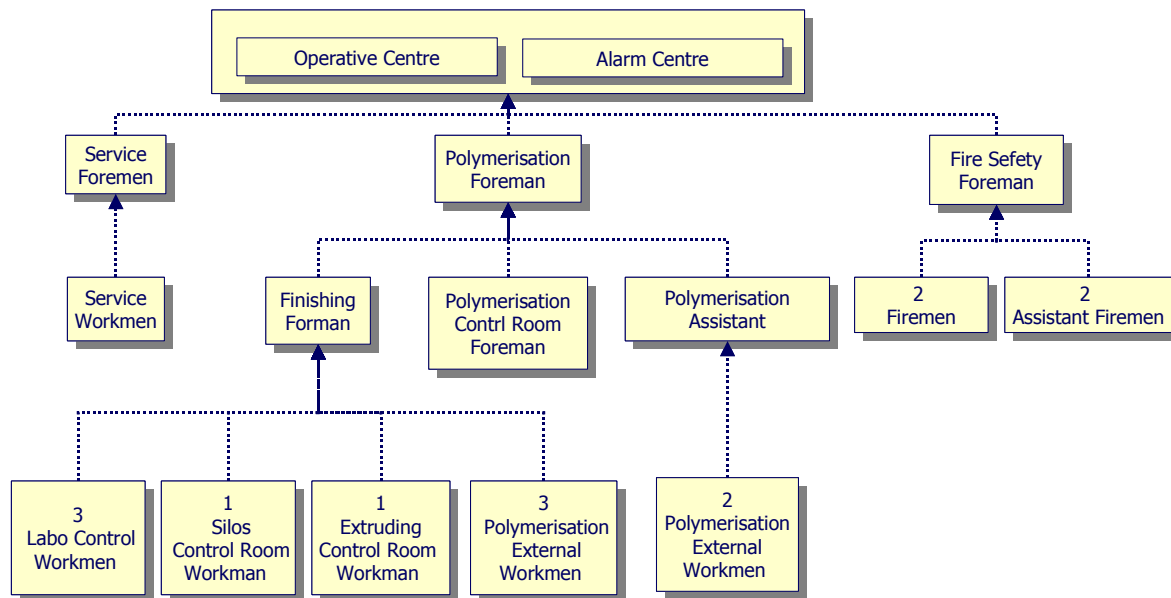 Operative Centre
Alarm Centre
Service
Foremen
Polymerisation
Foreman
Fire Safety
Foreman
Service
Workmen
Finishing
Forman
Polymerisation
Contrl Room
Foreman
Polymerisation
Assistant
2
Firemen
2
Assistant Firemen
3
Labo Control
Workmen
1
Silos
Control Room
Workman
1
Extruding
Control Room
Workman
3
Polymerisation
External
Workmen
2
Polymerisation
External
Workmen